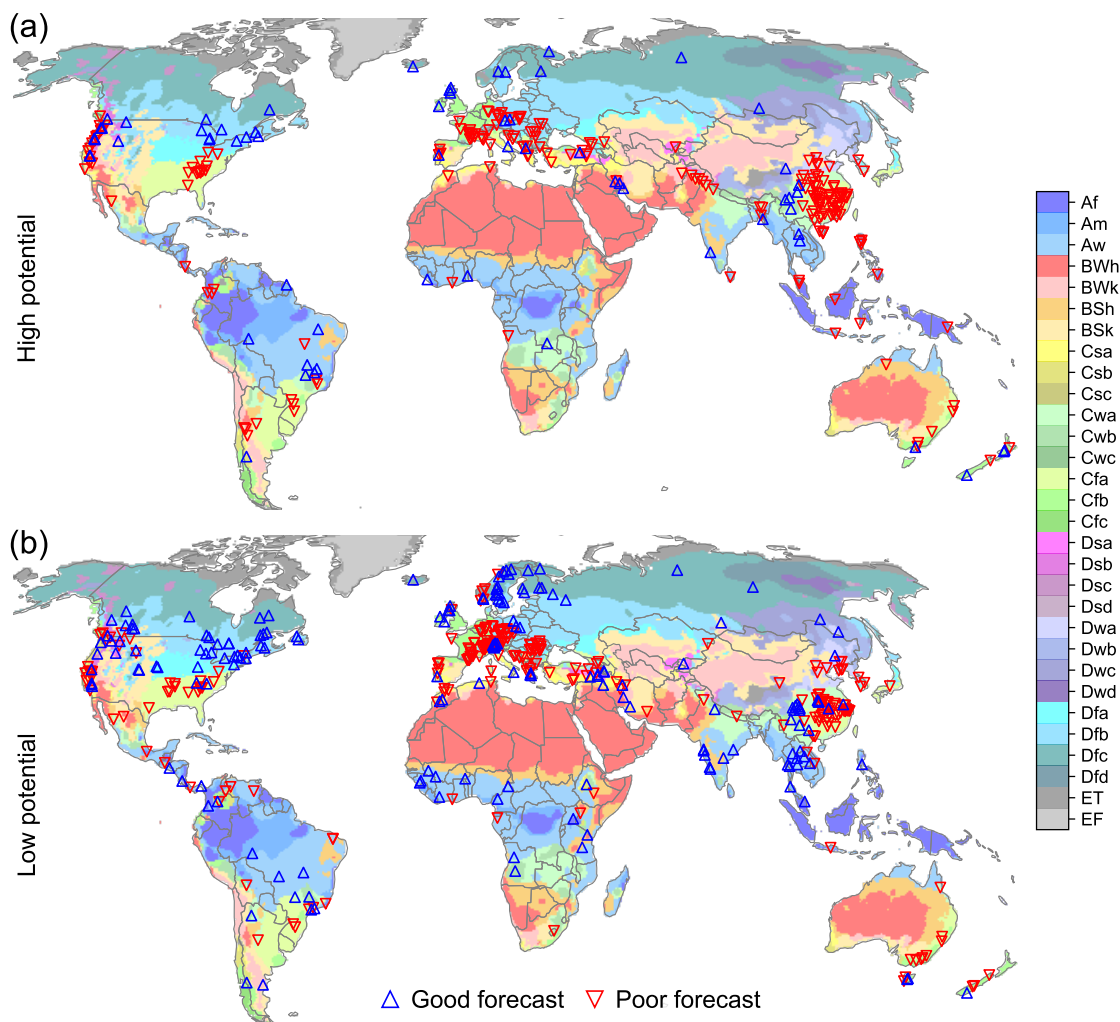 (a)
High potential
(b)
Low potential
Good forecast
Poor forecast
Af
Am
Aw
BWh
BWk
BSh
BSk
Csa
Csb
Csc
Cwa
Cwb
Cwc
Cfa
Cfb
Cfc
Dsa
Dsb
Dsc
Dsd
Dwa
Dwb
Dwc
Dwd
Dfa
Dfb
Dfc
Dfd
ET
EF